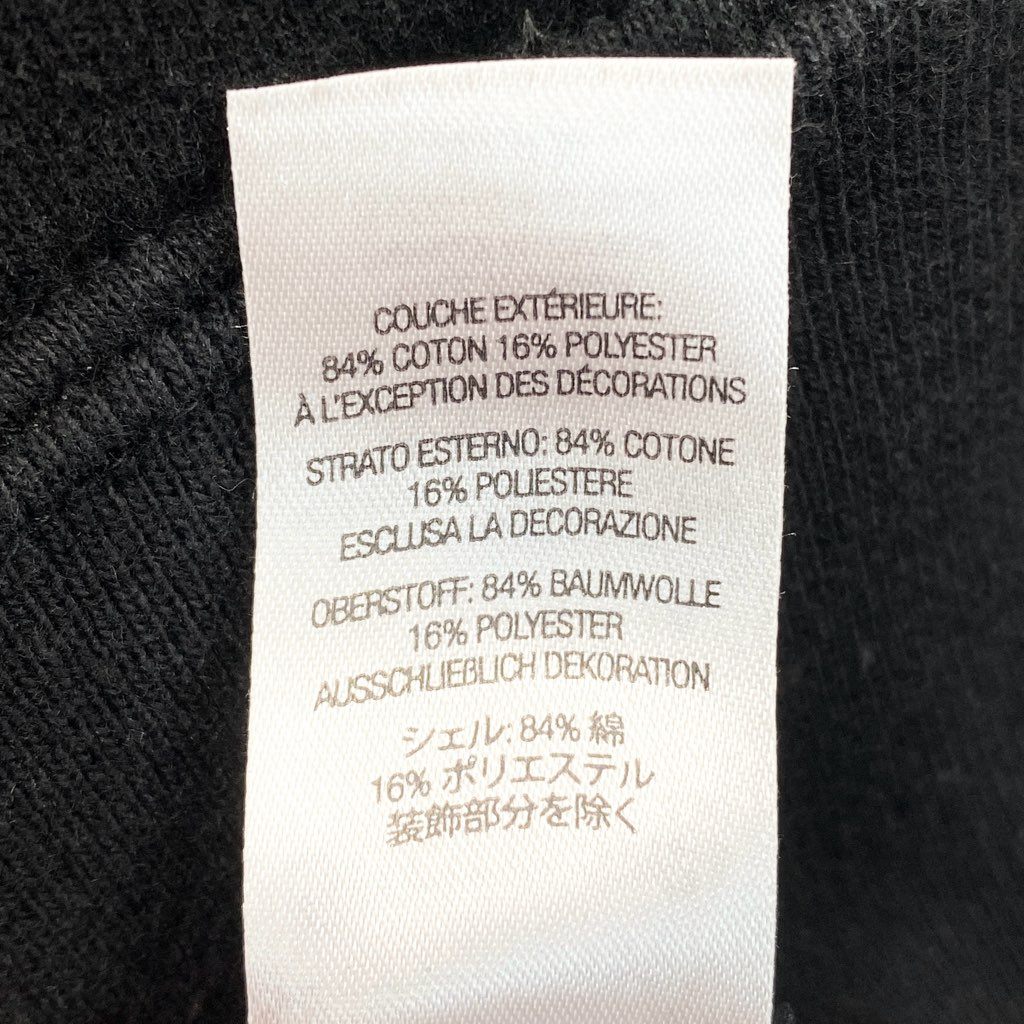 COUCHE EXTÉRIEURE:
84% COTON 16% POLYESTER
À L'EXCEPTION DES DÉCORATIONS
STRATO ESTERNO: 84% COTONE
16% POLIESTERE
ESCLUSA LA DECORAZIONE
OBERSTOFF: 84% BAUMWOLLE
16% POLYESTER
AUSSCHLIEßLICH DEKORATION
シェル: 84% 綿
16% ポリエステル
装飾部分を除く